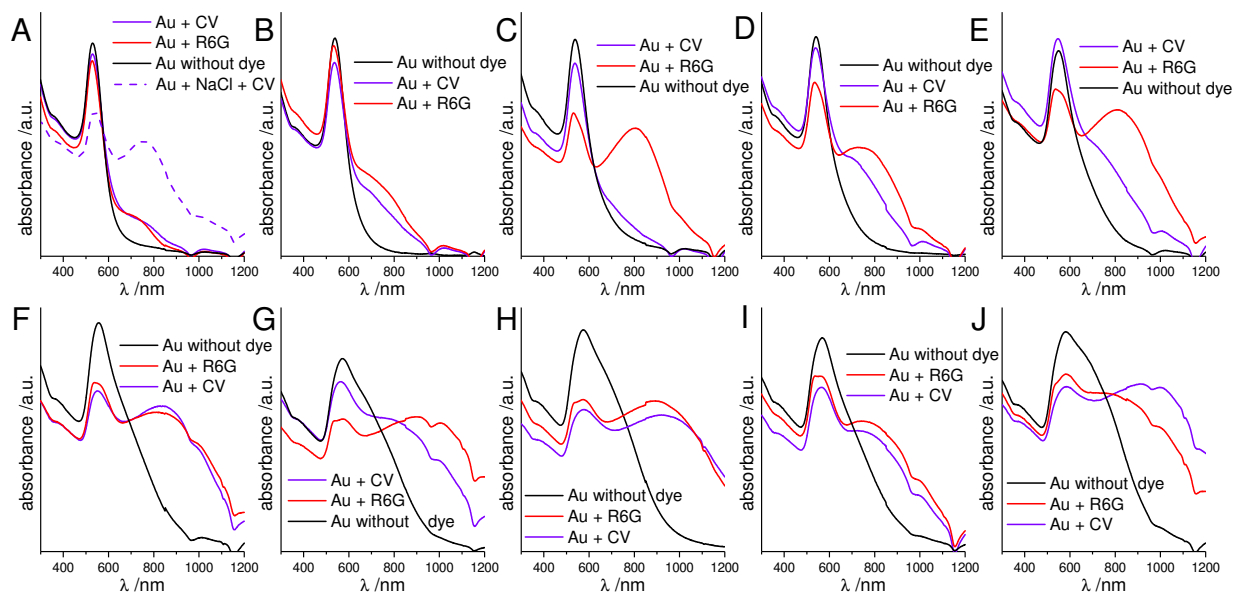 A
Au + CV
Au + R6G
Au without dye
Au + NaCl + CV
absorbance /a.u.
400 600 800 1000 1200
λ /nm
B
Au without dye
Au + CV
Au + R6G
absorbance /a.u.
400 600 800 1000 1200
λ /nm
C
Au + CV
Au + R6G
Au without dye
absorbance /a.u.
400 600 800 1000 1200
λ /nm
D
Au without dye
Au + CV
Au + R6G
absorbance /a.u.
400 600 800 1000 1200
λ /nm
E
Au + CV
Au + R6G
Au without dye
absorbance /a.u.
400 600 800 1000 1200
λ /nm
F
Au without dye
Au + R6G
Au + CV
absorbance /a.u.
400 600 800 1000 1200
λ /nm
G
Au + CV
Au + R6G
Au without dye
absorbance /a.u.
400 600 800 1000 1200
λ /nm
H
Au without dye
Au + R6G
Au + CV
absorbance /a.u.
400 600 800 1000 1200
λ /nm
I
Au without dye
Au + R6G
Au + CV
absorbance /a.u.
400 600 800 1000 1200
λ /nm
J
Au without dye
Au + R6G
Au + CV
absorbance /a.u.
400 600 800 1000 1200
λ /nm